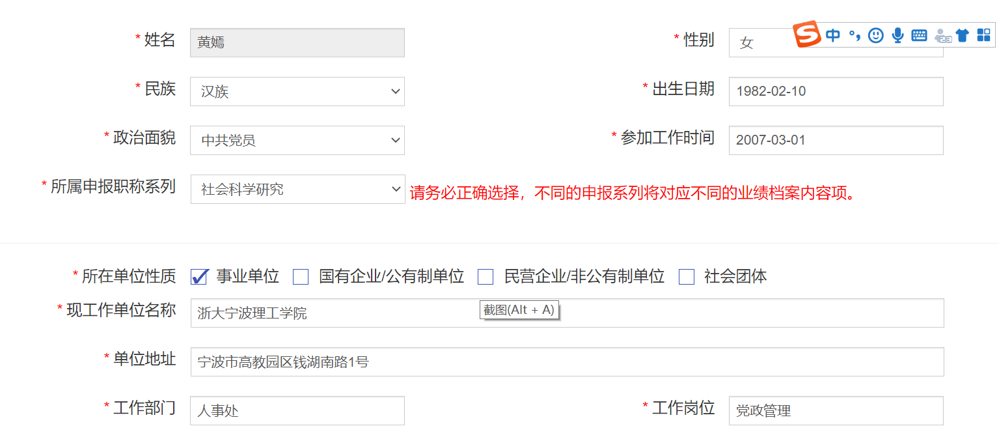 * 姓名 黄嫣 * 性别 女 中
* 民族 汉族 * 出生日期 1982-02-10
* 政治面貌 中共党员 * 参加工作时间 2007-03-01
* 所属申报职称系列 社会科学研究 请务必正确选择，不同的申报系列将对应不同的业绩档案内容项。
* 所在单位性质 事业单位 国有企业/公有制单位 民营企业/非公有制单位 社会团体
* 现工作单位名称 浙大宁波理工学院 截图(Alt + A)
* 单位地址 宁波市高教园区钱湖南路1号
* 工作部门 人事处 * 工作岗位 党政管理